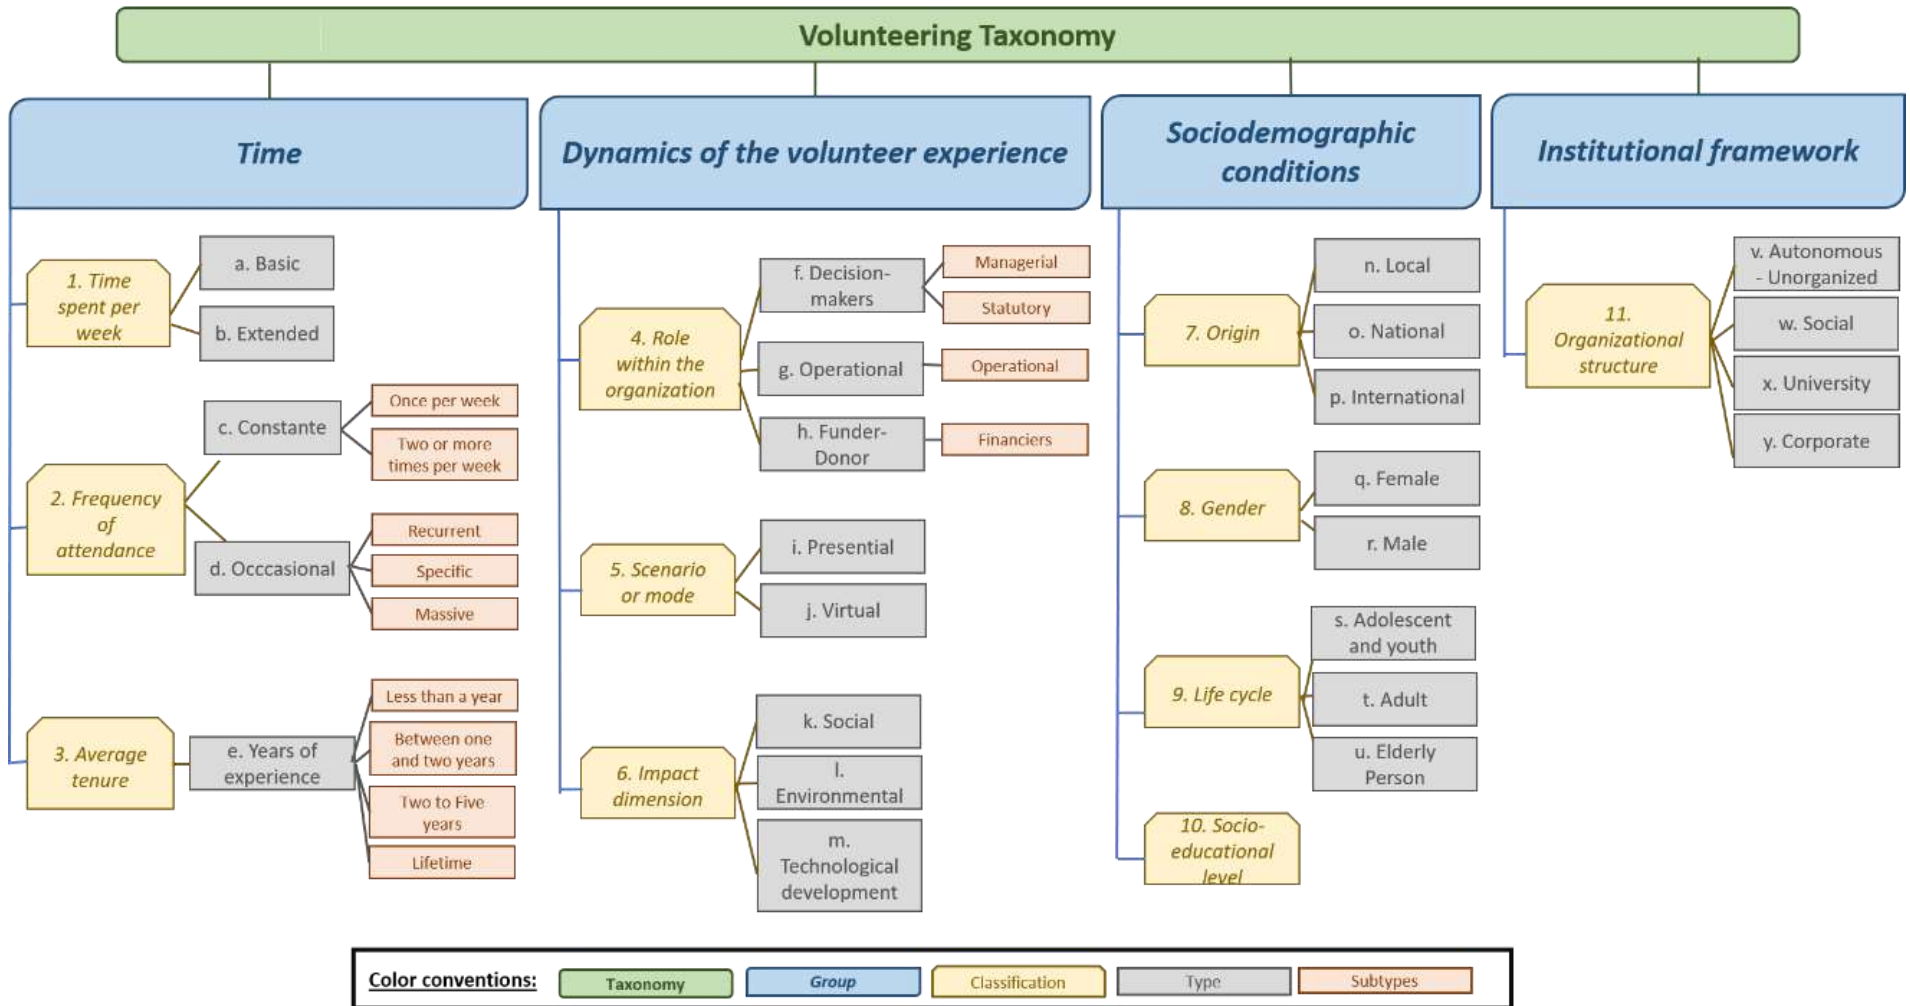 Volunteering Taxonomy
Time
1. Time
spent per
week
a. Basic
b. Extended
2. Frequency
of
attendance
c. Constante
Once per week
Two or more
times per week
d. Occcasional
Recurrent
Specific
Massive
3. Average
tenure
e. Years of
experience
Less than a year
Between one
and two years
Two to Five
years
Lifetime
Dynamics of the volunteer experience
4. Role
within the
organization
f. Decision-
makers
Managerial
Statutory
g. Operational
Operational
h. Funder-
Donor
Financiers
5. Scenario
or mode
i. Presential
j. Virtual
6. Impact
dimension
k. Social
l.
Environmental
m.
Technological
development
Sociodemographic
conditions
7. Origin
n. Local
o. National
p. International
8. Gender
q. Female
r. Male
9. Life cycle
s. Adolescent
and youth
t. Adult
u. Elderly
Person
10. Socio-
educational
level
Institutional framework
11.
Organizational
structure
v. Autonomous
- Unorganized
w. Social
x. University
y. Corporate
Color conventions:
Taxonomy
Group
Classification
Type
Subtypes